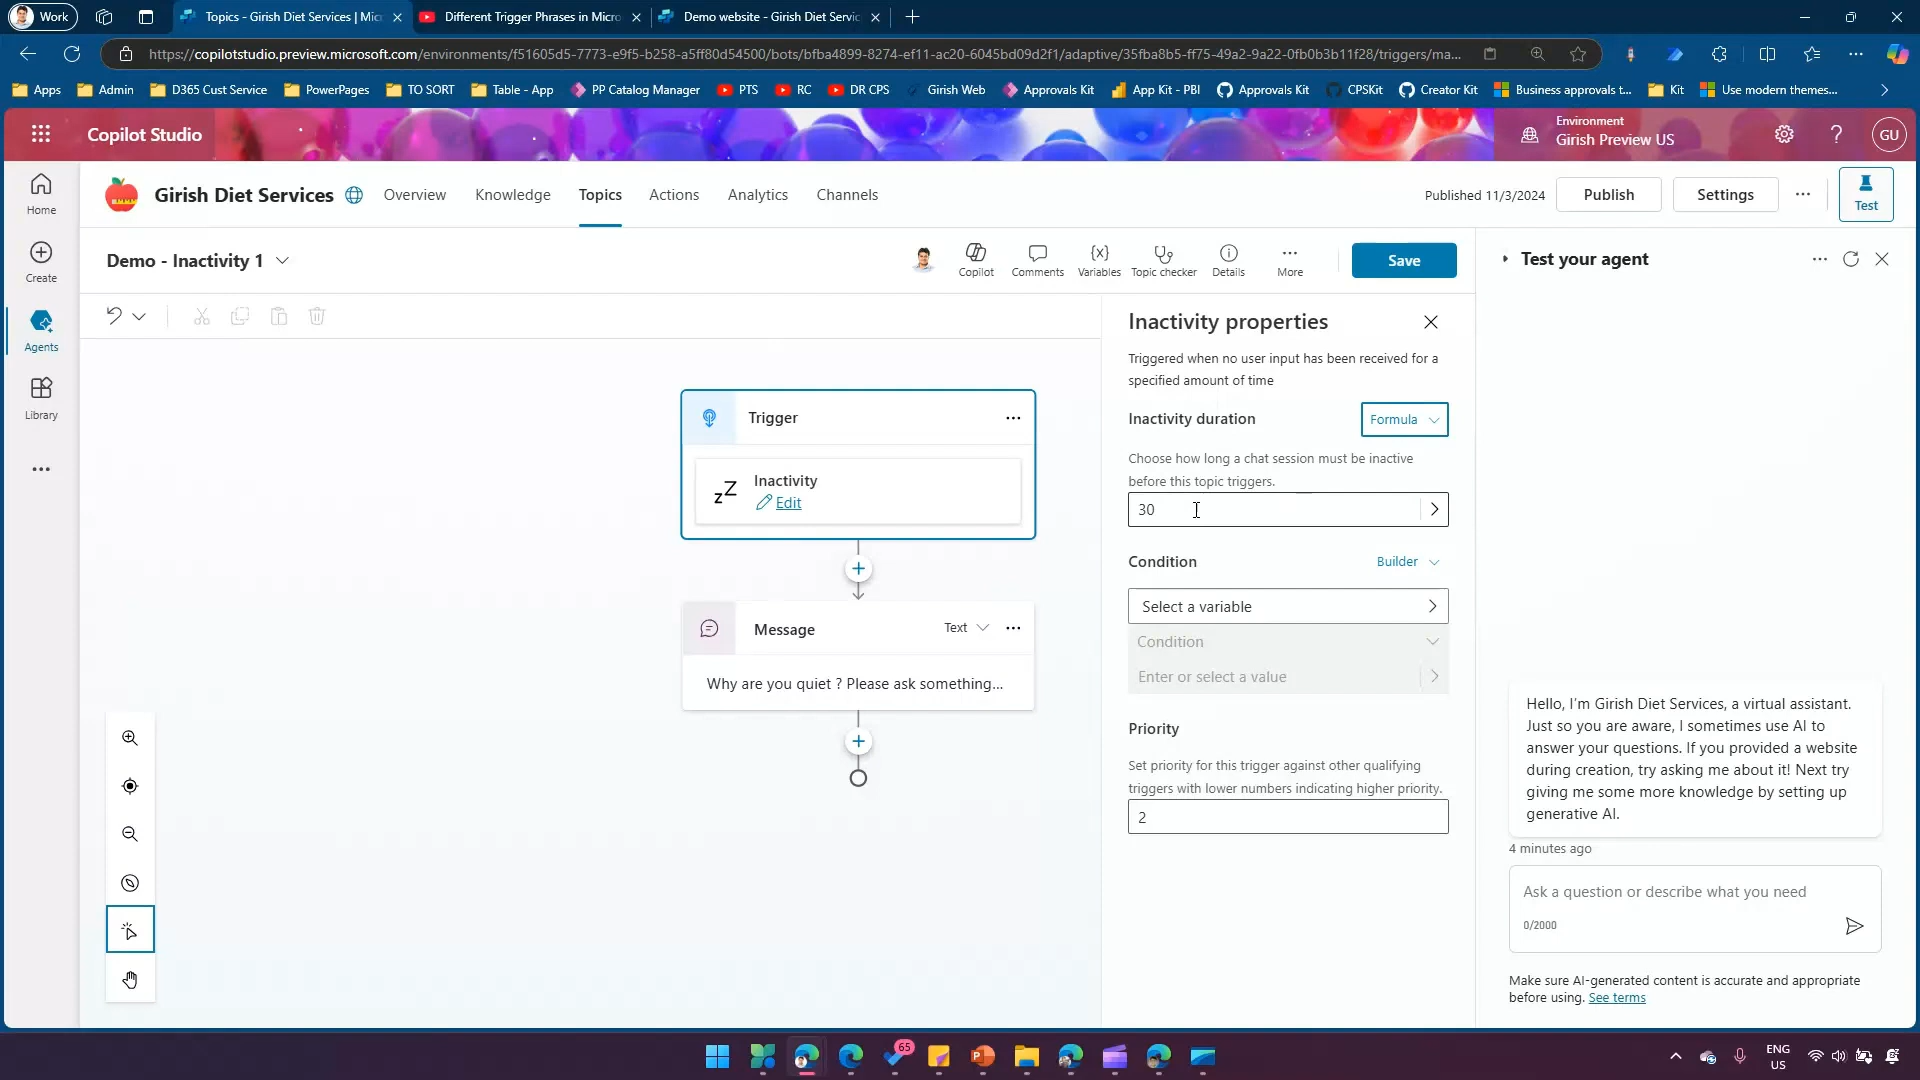 Work
Topics - Girish Diet Services | Mic
Different Trigger Phrases in Micro
Demo website - Girish Diet Servic
https://copilotstudio.preview.microsoft.com/environments/f51605d5-7773-e9f5-b258-a5ff80d54500/bots/bfba4899-8274-ef11-ac20-6045bd09d2f1/adaptive/35fba8b5-ff75-49a2-9a22-0fb0b3b11f28/triggers/ma...
Apps
Admin
D365 Cust Service
PowerPages
TO SORT
Table - App
PP Catalog Manager
PTS
RC
DR CPS
Girish Web
Approvals Kit
App Kit - PBI
Approvals Kit
CPSKit
Creator Kit
Business approvals t...
Kit
Use modern themes...
Copilot Studio
Environment
Girish Preview US
GU
Home
Create
Agents
Library
Girish Diet Services
Overview
Knowledge
Topics
Actions
Analytics
Channels
Published 11/3/2024
Publish
Settings
Test
Demo - Inactivity 1
Copilot
Comments
Variables
Topic checker
Details
More
Save
Trigger
Inactivity
Edit
Message
Text
Why are you quiet ? Please ask something...
Inactivity properties
Triggered when no user input has been received for a
specified amount of time
Inactivity duration
Formula
Choose how long a chat session must be inactive
before this topic triggers.
30
Condition
Builder
Select a variable
Condition
Enter or select a value
Priority
Set priority for this trigger against other qualifying
triggers with lower numbers indicating higher priority.
2
Test your agent
Hello, I'm Girish Diet Services, a virtual assistant.
Just so you are aware, I sometimes use AI to
answer your questions. If you provided a website
during creation, try asking me about it! Next try
giving me some more knowledge by setting up
generative AI.
4 minutes ago
Ask a question or describe what you need
0/2000
Make sure AI-generated content is accurate and appropriate
before using. See terms
65
ENG
US